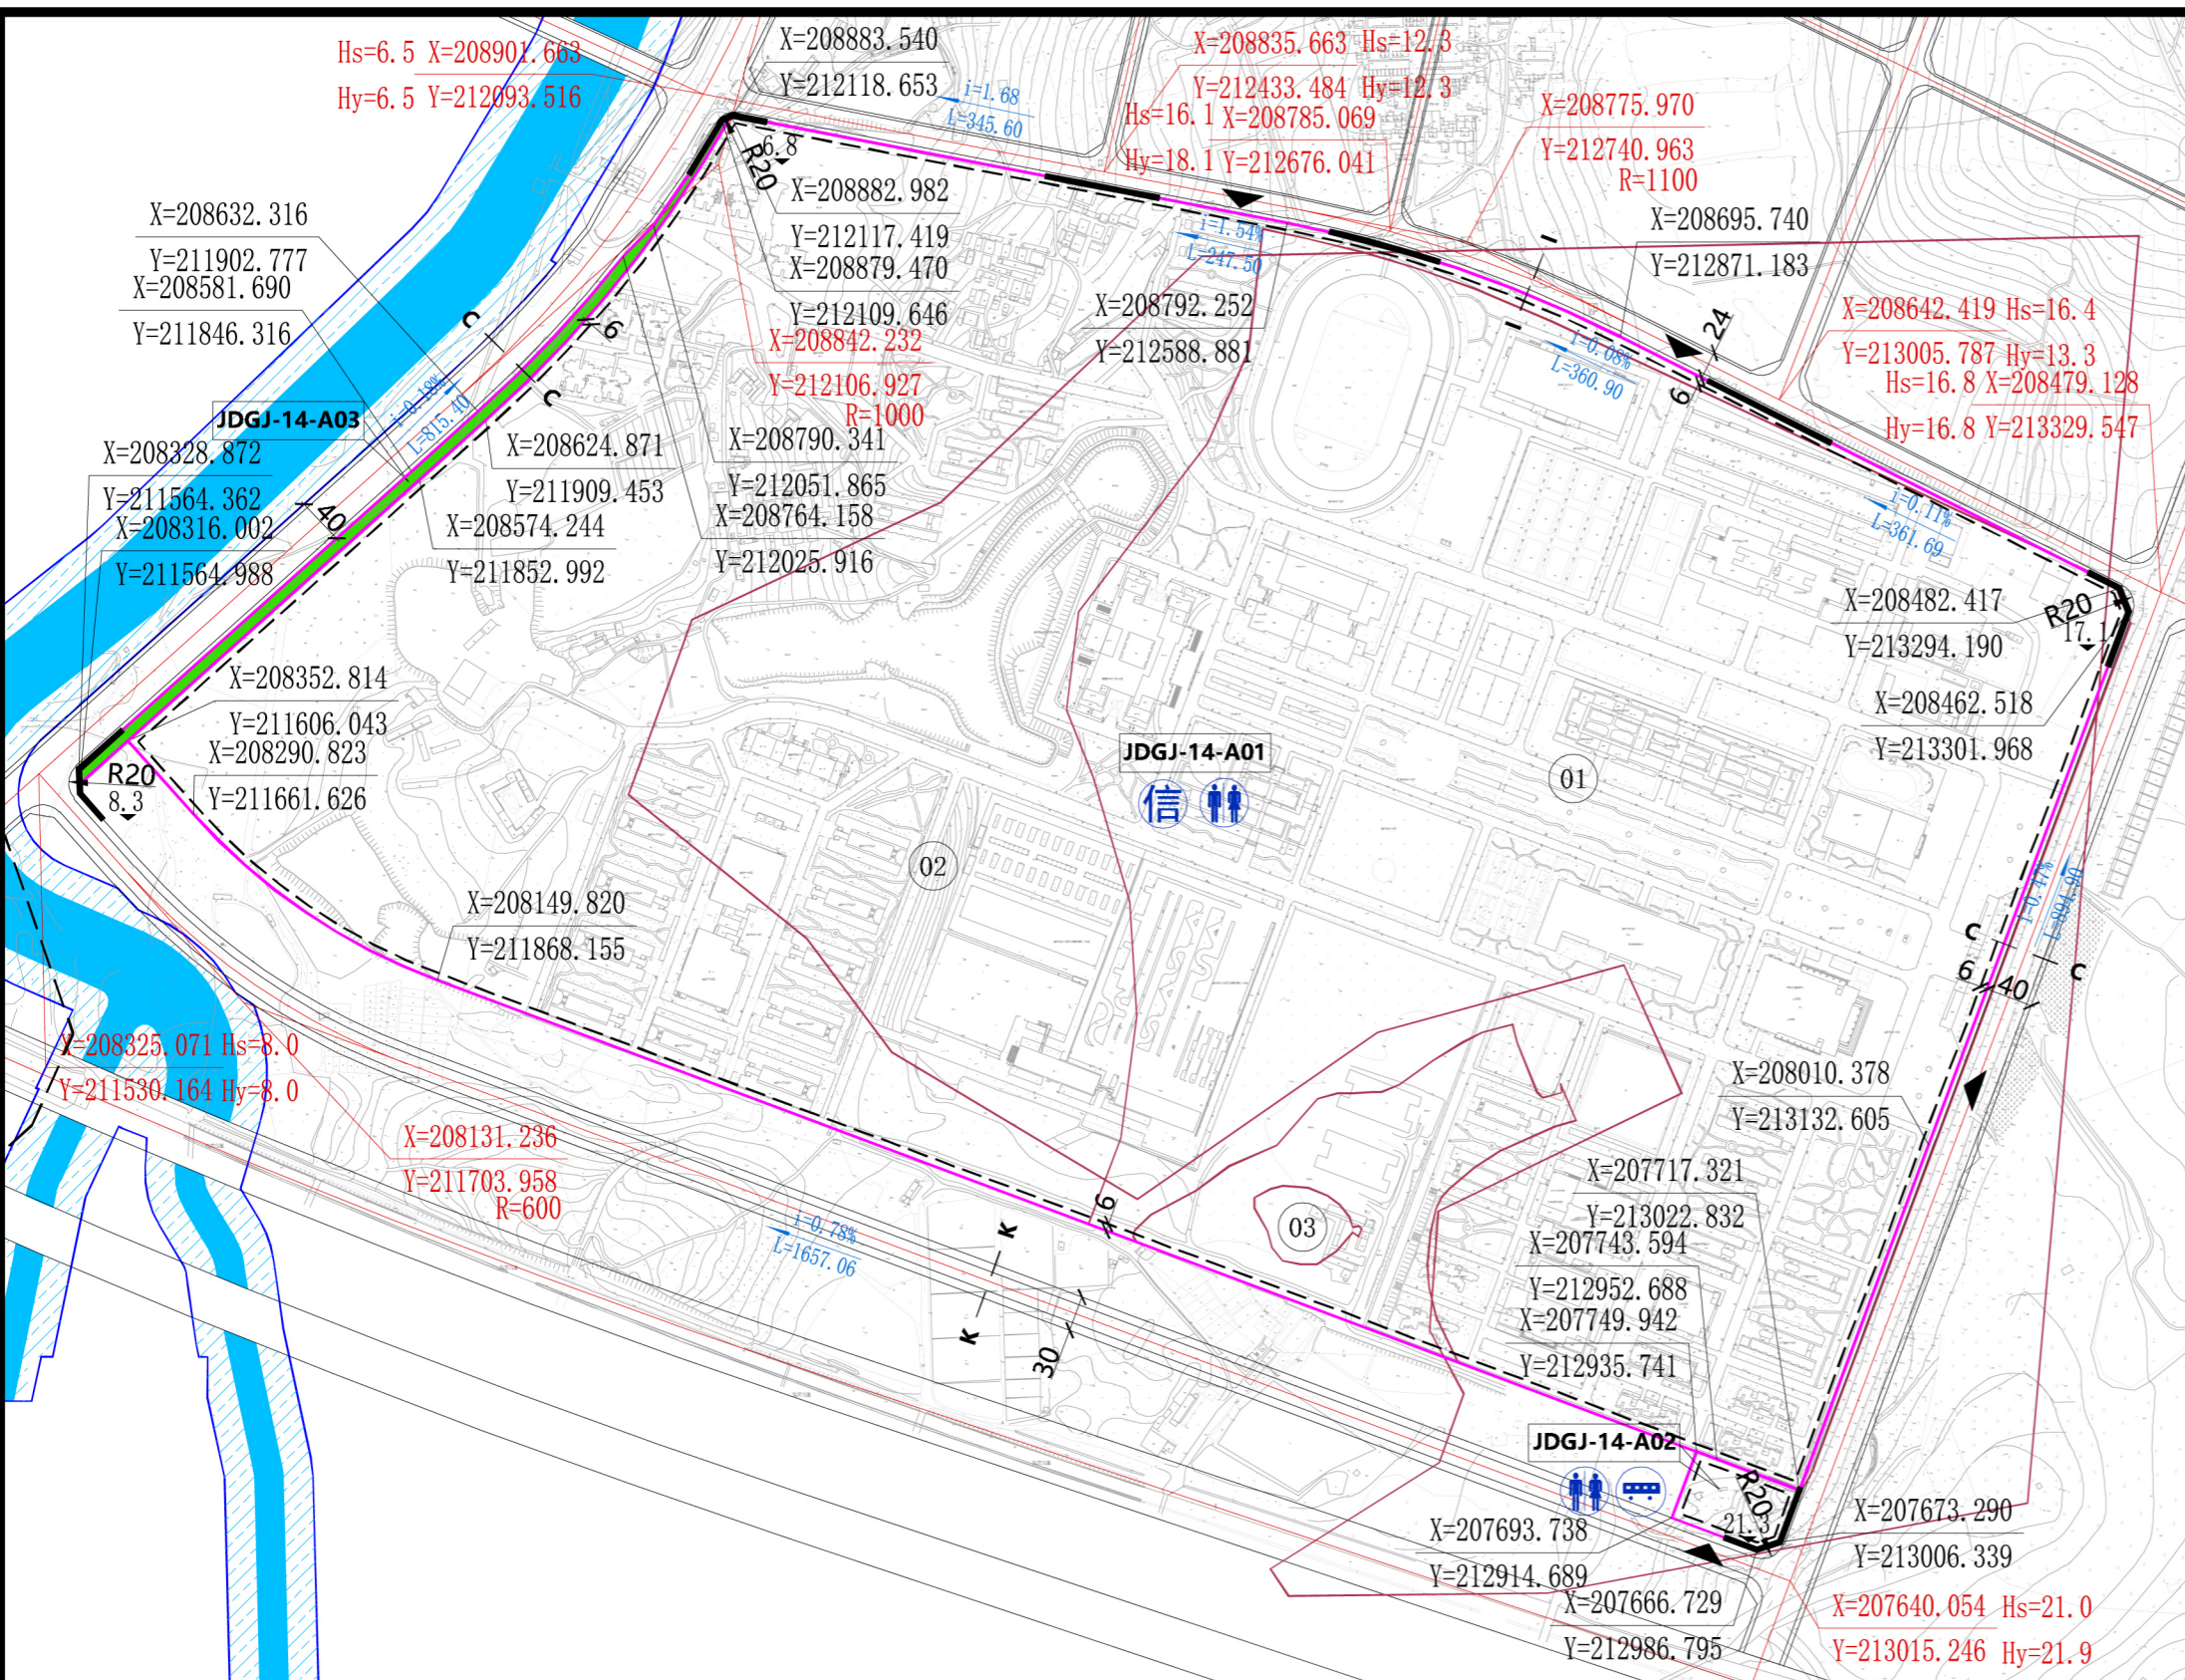 X=208883.540
Y=212118.653
Hs=6.5 X=208901.663
Hy=6.5 Y=212093.516
X=208835.663 Hs=12.3
Y=212433.484 Hy=12.3
Hs=16.1 X=208785.069
Hy=18.1 Y=212676.041
X=208775.970
Y=212740.963
R=1100
i=1.68
L=345.60
6.8
R20
X=208882.982
Y=212117.419
X=208879.470
Y=212109.646
X=208842.232
Y=212106.927
R=1000
X=208632.316
Y=211902.777
X=208581.690
Y=211846.316
X=208695.740
Y=212871.183
i=1.54%
L=247.50
X=208792.252
Y=212588.881
I
I
24
6
i=0.08%
L=360.90
X=208642.419 Hs=16.4
Y=213005.787 Hy=13.3
Hs=16.8 X=208479.128
Hy=16.8 Y=213329.547
C
C
6
i=0.18%
L=815.40
JDGJ-14-A03
X=208328.872
Y=211564.362
X=208316.002
Y=211564.988
40
X=208624.871
Y=211909.453
X=208574.244
Y=211852.992
X=208790.341
Y=212051.865
X=208764.158
Y=212025.916
i=0.11%
L=361.69
X=208482.417
Y=213294.190
R20
17.1
X=208462.518
Y=213301.968
X=208352.814
Y=211606.043
X=208290.823
Y=211661.626
R20
8.3
JDGJ-14-A01
信
01
02
X=208149.820
Y=211868.155
i=0.47%
L=894.90
C
C
6
40
X=208325.071 Hs=8.0
Y=211530.164 Hy=8.0
X=208131.236
Y=211703.958
R=600
X=208010.378
Y=213132.605
X=207717.321
Y=213022.832
X=207743.594
Y=212952.688
X=207749.942
Y=212935.741
03
6
K
K
30
i=0.78%
L=1657.06
JDGJ-14-A02
R20
21.3
X=207693.738
Y=212914.689
X=207666.729
Y=212986.795
X=207673.290
Y=213006.339
X=207640.054 Hs=21.0
Y=213015.246 Hy=21.9